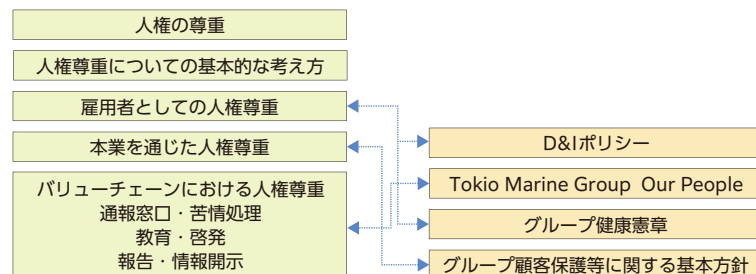 人権の尊重
人権尊重についての基本的な考え方
雇用者としての人権尊重
本業を通じた人権尊重
バリューチェーンにおける人権尊重
通報窓口・苦情処理
教育・啓発
報告・情報開示
D&Iポリシー
Tokio Marine Group Our People
グループ健康憲章
グループ顧客保護等に関する基本方針